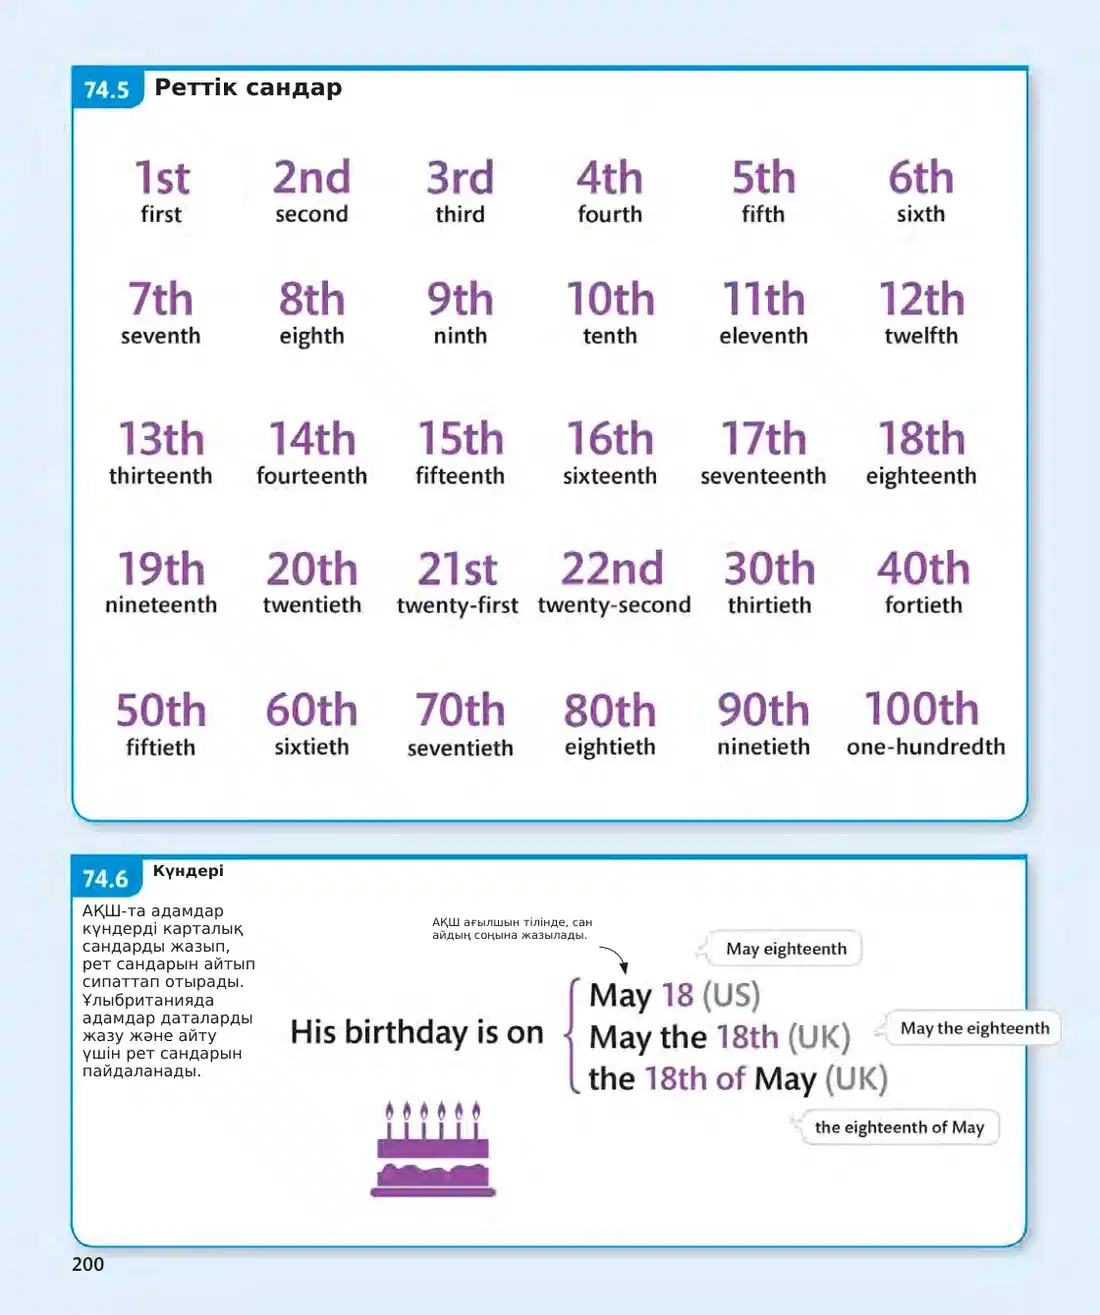 74.5 Реттік сандар
1st 2nd 3rd 4th 5th 6th
first second third fourth fifth sixth
7th 8th 9th 10th 11th 12th
seventh eighth ninth tenth eleventh twelfth
13th 14th 15th 16th 17th 18th
thirteenth fourteenth fifteenth sixteenth seventeenth eighteenth
19th 20th 21st 22nd 30th 40th
nineteenth twentieth twenty-first twenty-second thirtieth fortieth
50th 60th 70th 80th 90th 100th
fiftieth sixtieth seventieth eightieth ninetieth one-hundredth
74.6 Күндері
АҚШ-та адамдар
күндерді карталық
сандарды жазып,
рет сандарын айтып
сипаттап отырады.
Ұлыбританияда
адамдар даталарды
жазу және айту
үшін рет сандарын
пайдаланады.
АҚШ ағылшын тілінде, сан
айдың соңына жазылады.
May eighteenth
His birthday is on
May 18 (US)
May the 18th (UK)
the 18th of May (UK)
May the eighteenth
the eighteenth of May
200